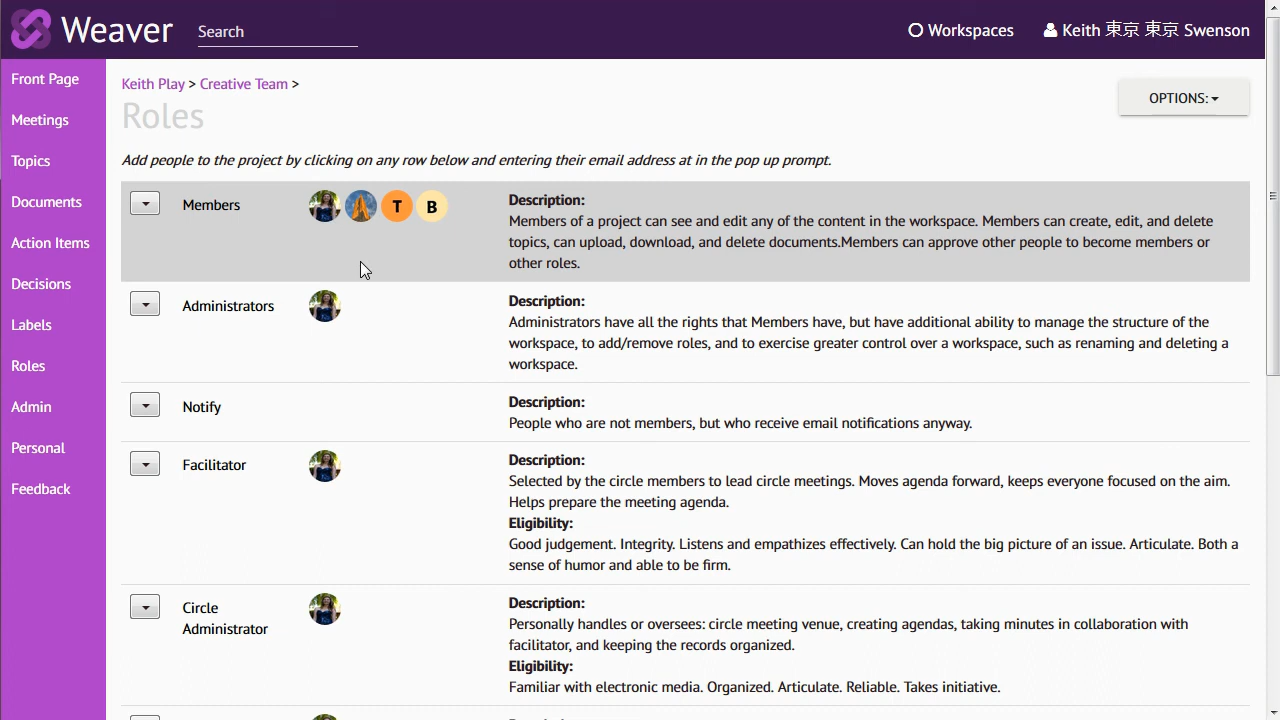 Weaver
Search
Workspaces
Keith 東京 東京 Swenson
Front Page
Meetings
Topics
Documents
Action Items
Decisions
Labels
Roles
Admin
Personal
Feedback
Keith Play > Creative Team >
Roles
OPTIONS:
Add people to the project by clicking on any row below and entering their email address at in the pop up prompt.
Members
T
B
Description:
Members of a project can see and edit any of the content in the workspace. Members can create, edit, and delete
topics, can upload, download, and delete documents.Members can approve other people to become members or
other roles.
Administrators
Description:
Administrators have all the rights that Members have, but have additional ability to manage the structure of the
workspace, to add/remove roles, and to exercise greater control over a workspace, such as renaming and deleting a
workspace.
Notify
Description:
People who are not members, but who receive email notifications anyway.
Facilitator
Description:
Selected by the circle members to lead circle meetings. Moves agenda forward, keeps everyone focused on the aim.
Helps prepare the meeting agenda.
Eligibility:
Good judgement. Integrity. Listens and empathizes effectively. Can hold the big picture of an issue. Articulate. Both a
sense of humor and able to be firm.
Circle
Administrator
Description:
Personally handles or oversees: circle meeting venue, creating agendas, taking minutes in collaboration with
facilitator, and keeping the records organized.
Eligibility:
Familiar with electronic media. Organized. Articulate. Reliable. Takes initiative.